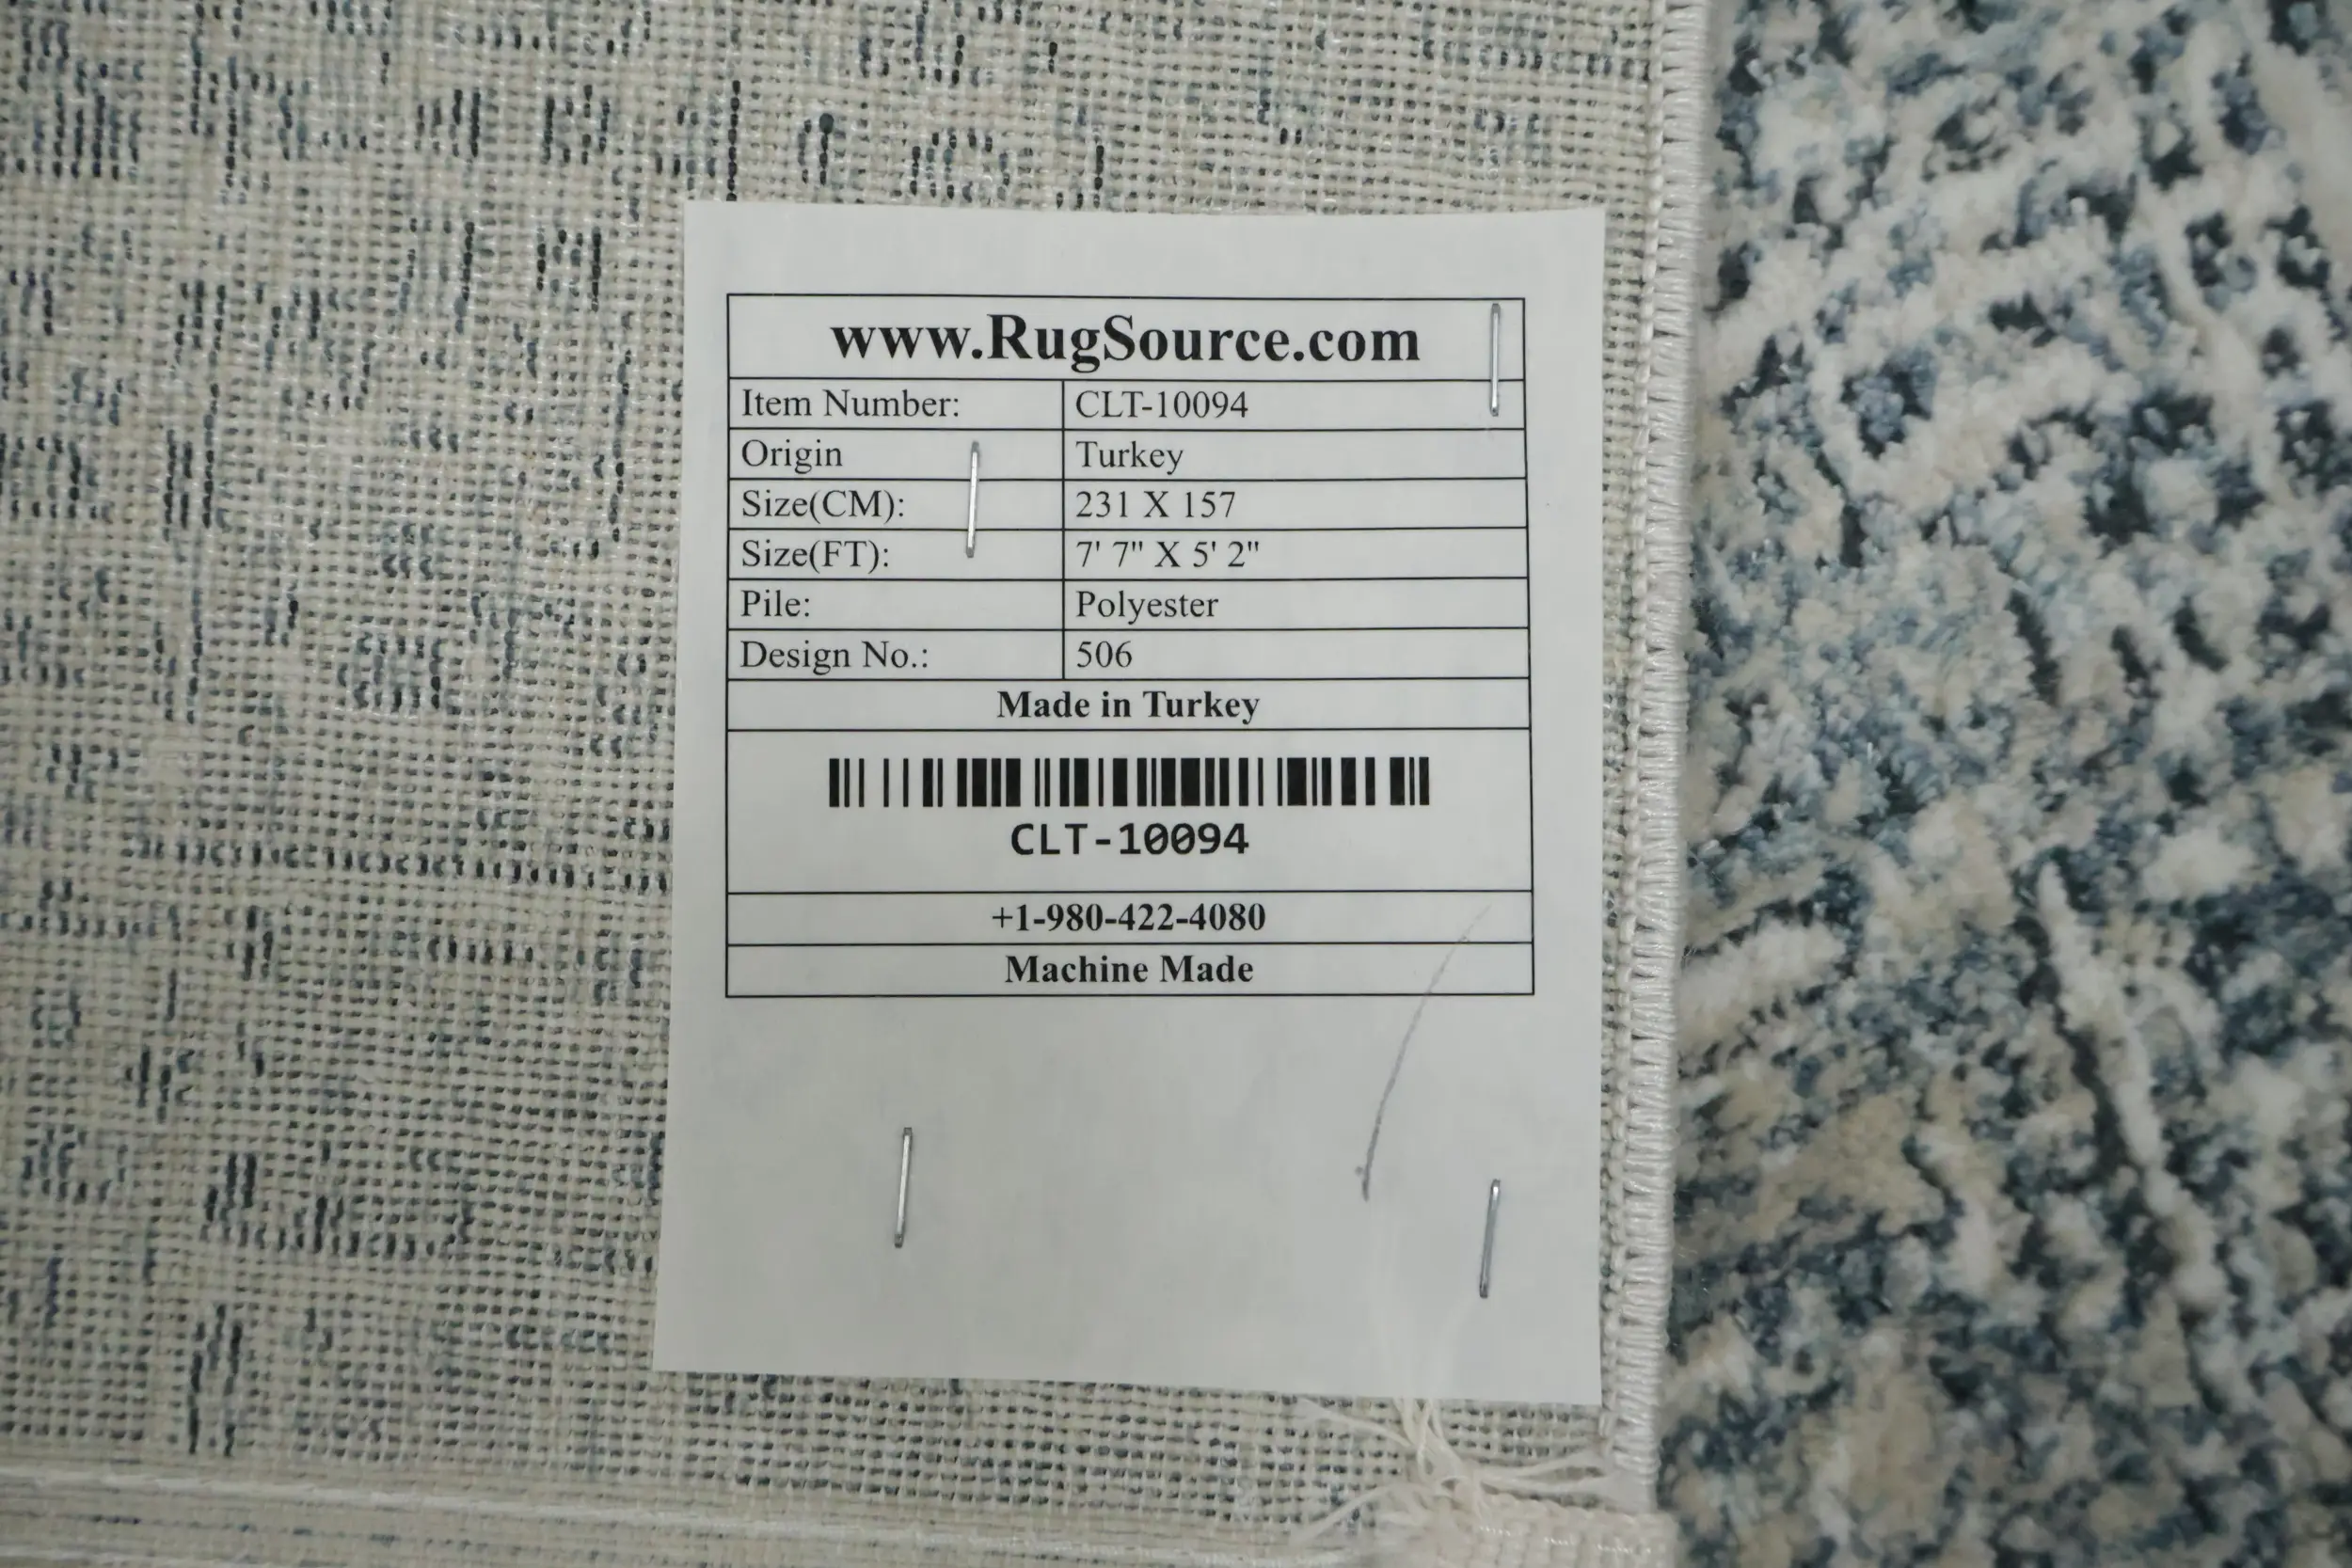 www.RugSource.com
Item Number: CLT-10094
Origin Turkey
Size(CM): 231 X 157
Size(FT): 7' 7" X 5' 2"
Pile: Polyester
Design No.: 506
Made in Turkey
CLT-10094
+1-980-422-4080
Machine Made